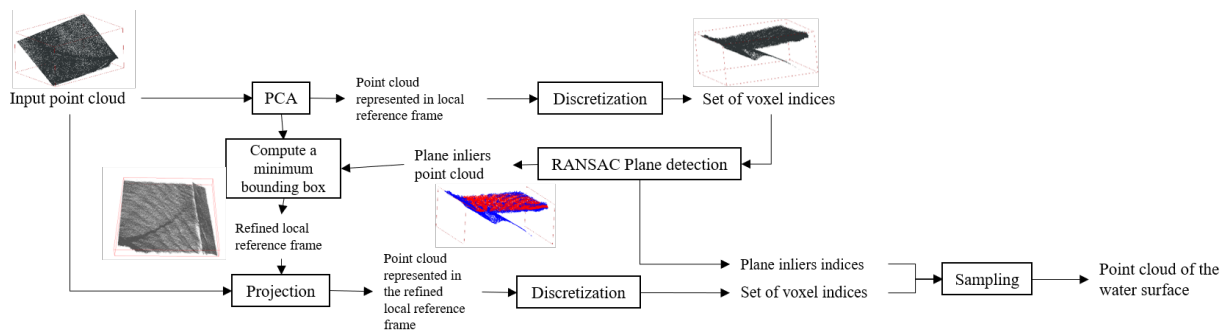 Input point cloud
PCA
Point cloud
represented in local
reference frame
Discretization
Set of voxel indices
Compute a
minimum
bounding box
Plane inliers
point cloud
RANSAC Plane detection
Refined local
reference frame
Projection
Point cloud
represented in
the refined
local reference
frame
Discretization
Plane inliers indices
Set of voxel indices
Sampling
Point cloud of the
water surface